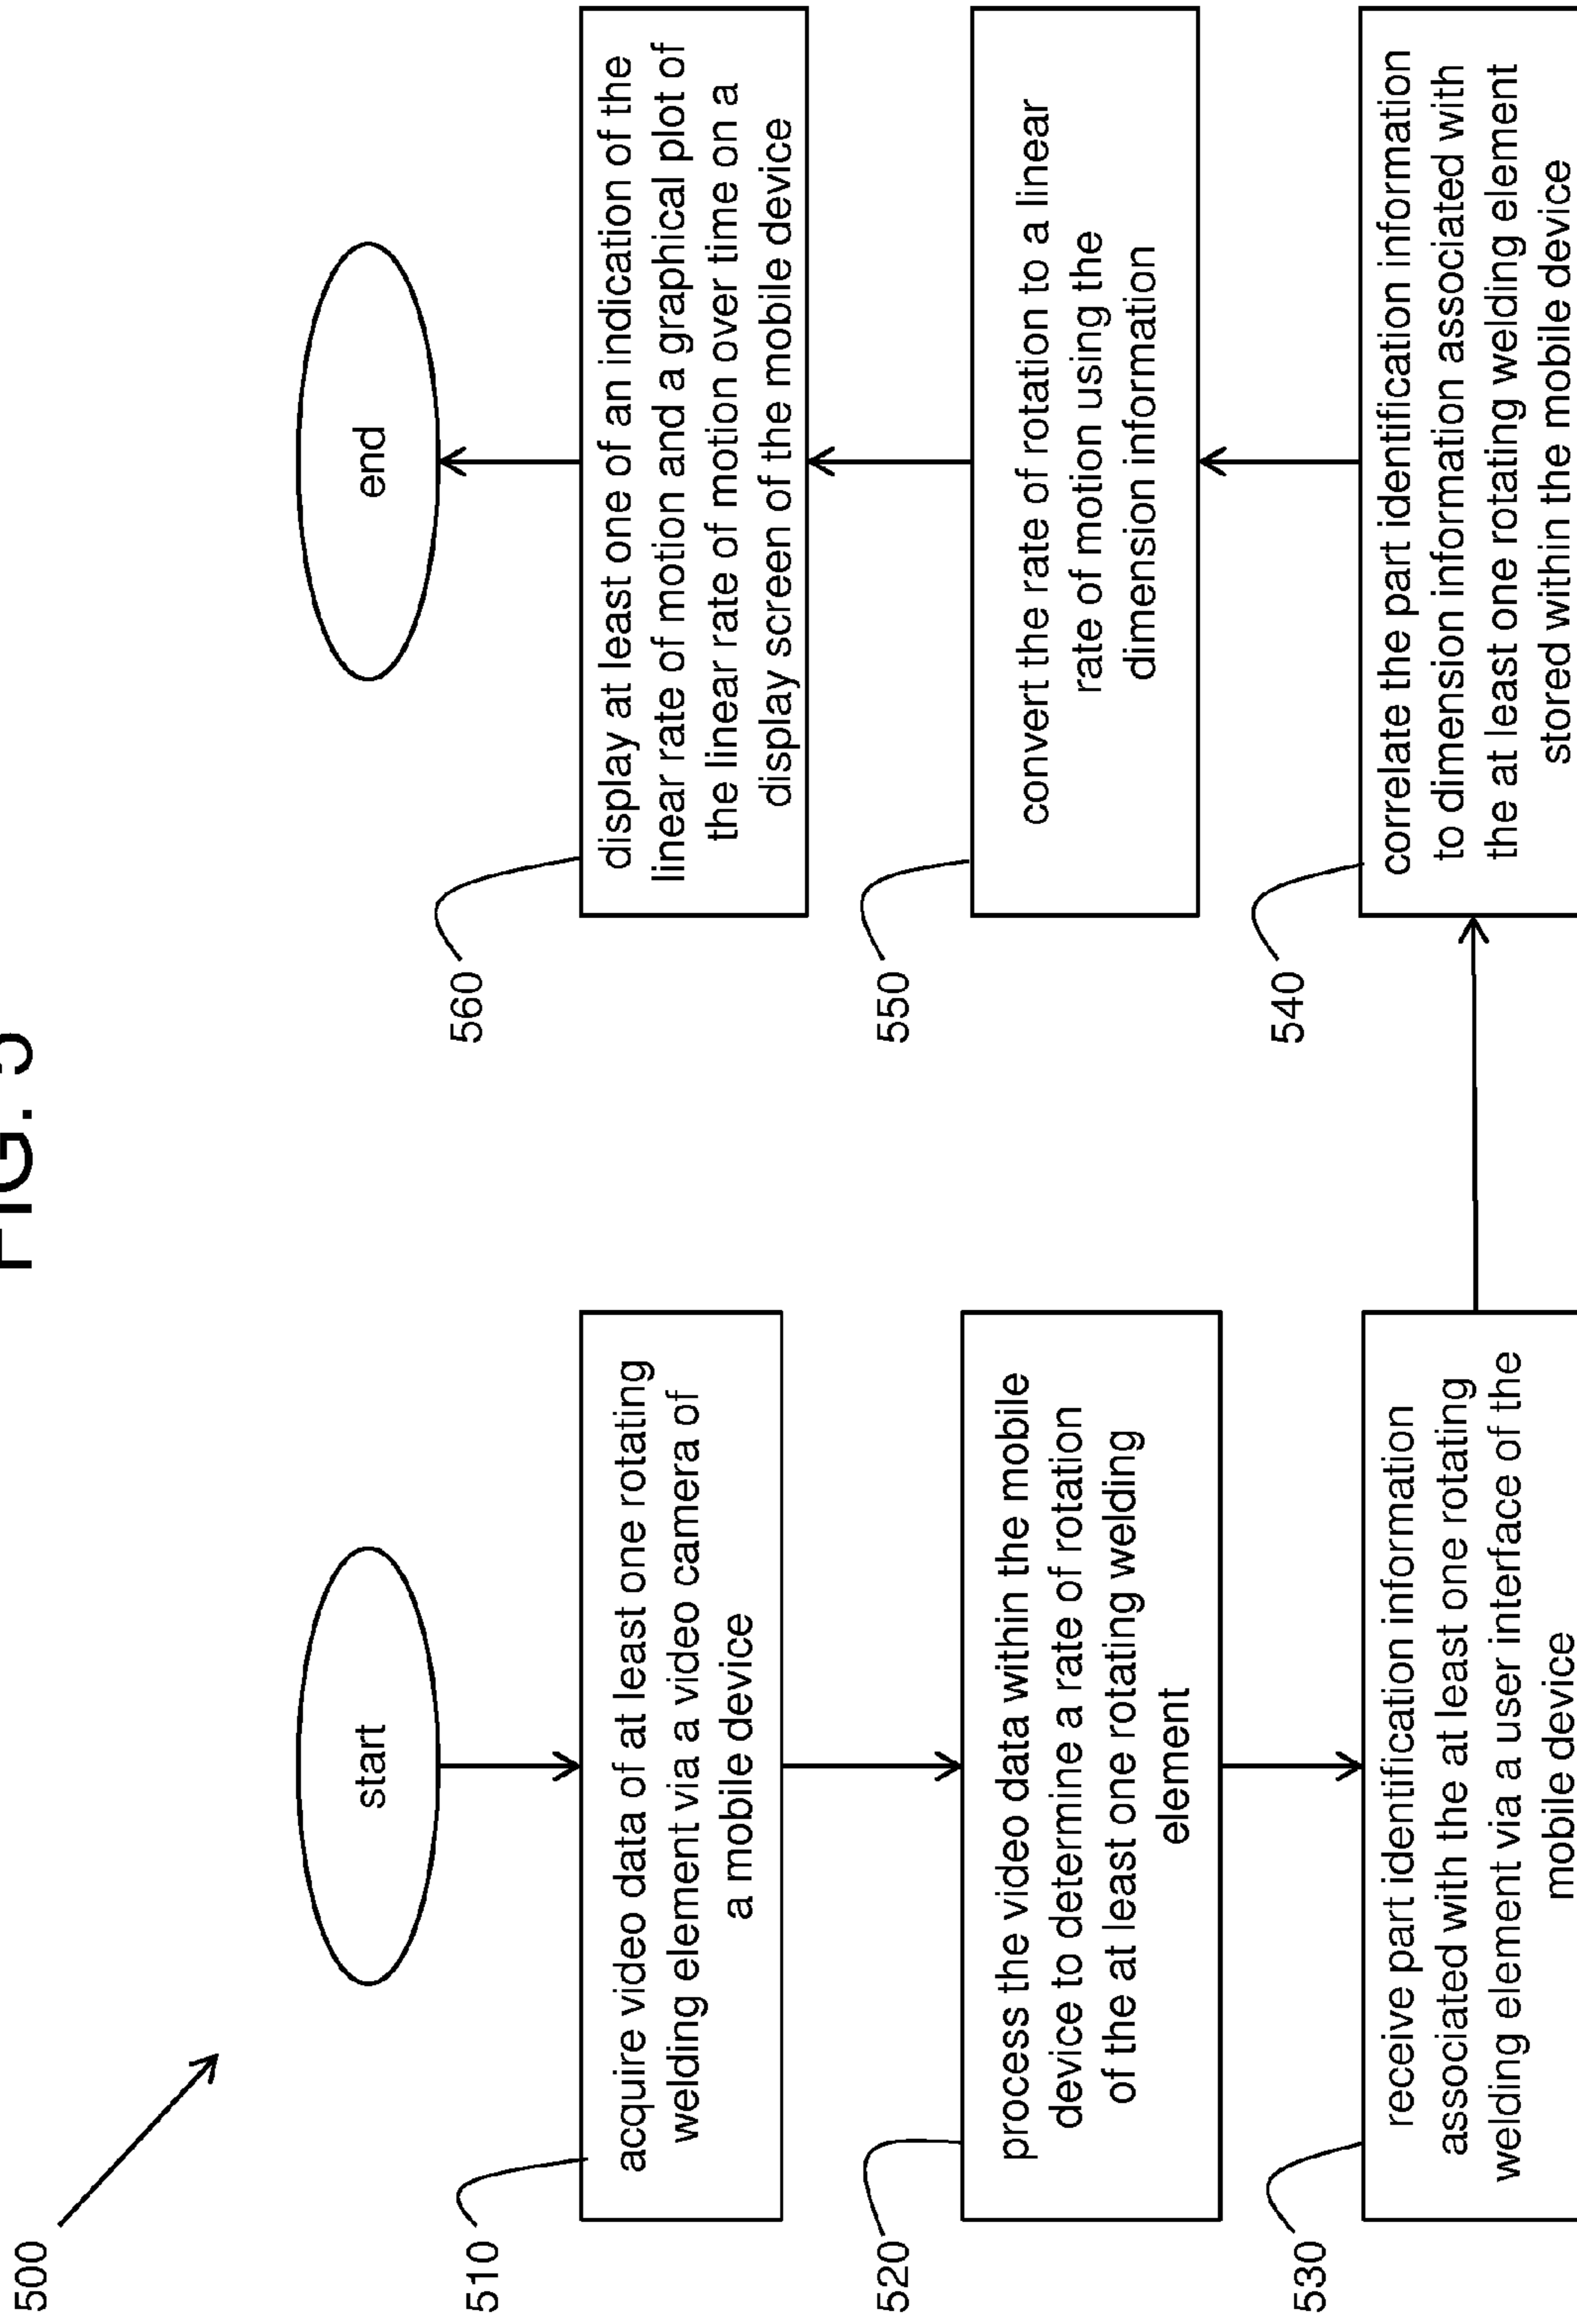 FIG. 5
500
start
510
acquire video data of at least one rotating
welding element via a video camera of
a mobile device
520
process the video data within the mobile
device to determine a rate of rotation
of the at least one rotating welding
element
530
receive part identification information
associated with the at least one rotating
welding element via a user interface of the
mobile device
540
correlate the part identification information
to dimension information associated with
the at least one rotating welding element
stored within the mobile device
550
convert the rate of rotation to a linear
rate of motion using the
dimension information
560
display at least one of an indication of the
linear rate of motion and a graphical plot of
the linear rate of motion over time on a
display screen of the mobile device
end